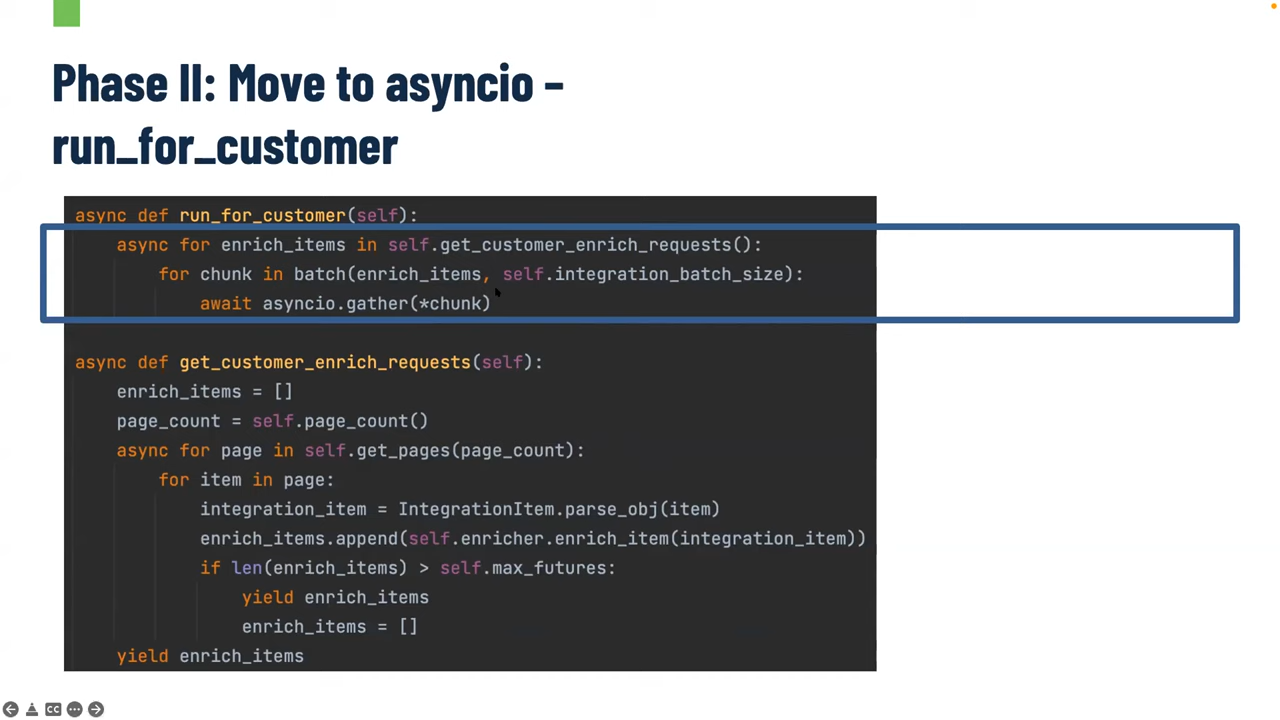 Phase II: Move to asyncio –
run_for_customer
async def run_for_customer(self):
    async for enrich_items in self.get_customer_enrich_requests():
        for chunk in batch(enrich_items, self.integration_batch_size):
            await asyncio.gather(*chunk)
async def get_customer_enrich_requests(self):
    enrich_items = []
    page_count = self.page_count()
    async for page in self.get_pages(page_count):
        for item in page:
            integration_item = IntegrationItem.parse_obj(item)
            enrich_items.append(self.enricher.enrich_item(integration_item))
            if len(enrich_items) > self.max_futures:
                yield enrich_items
                enrich_items = []
    yield enrich_items
CC